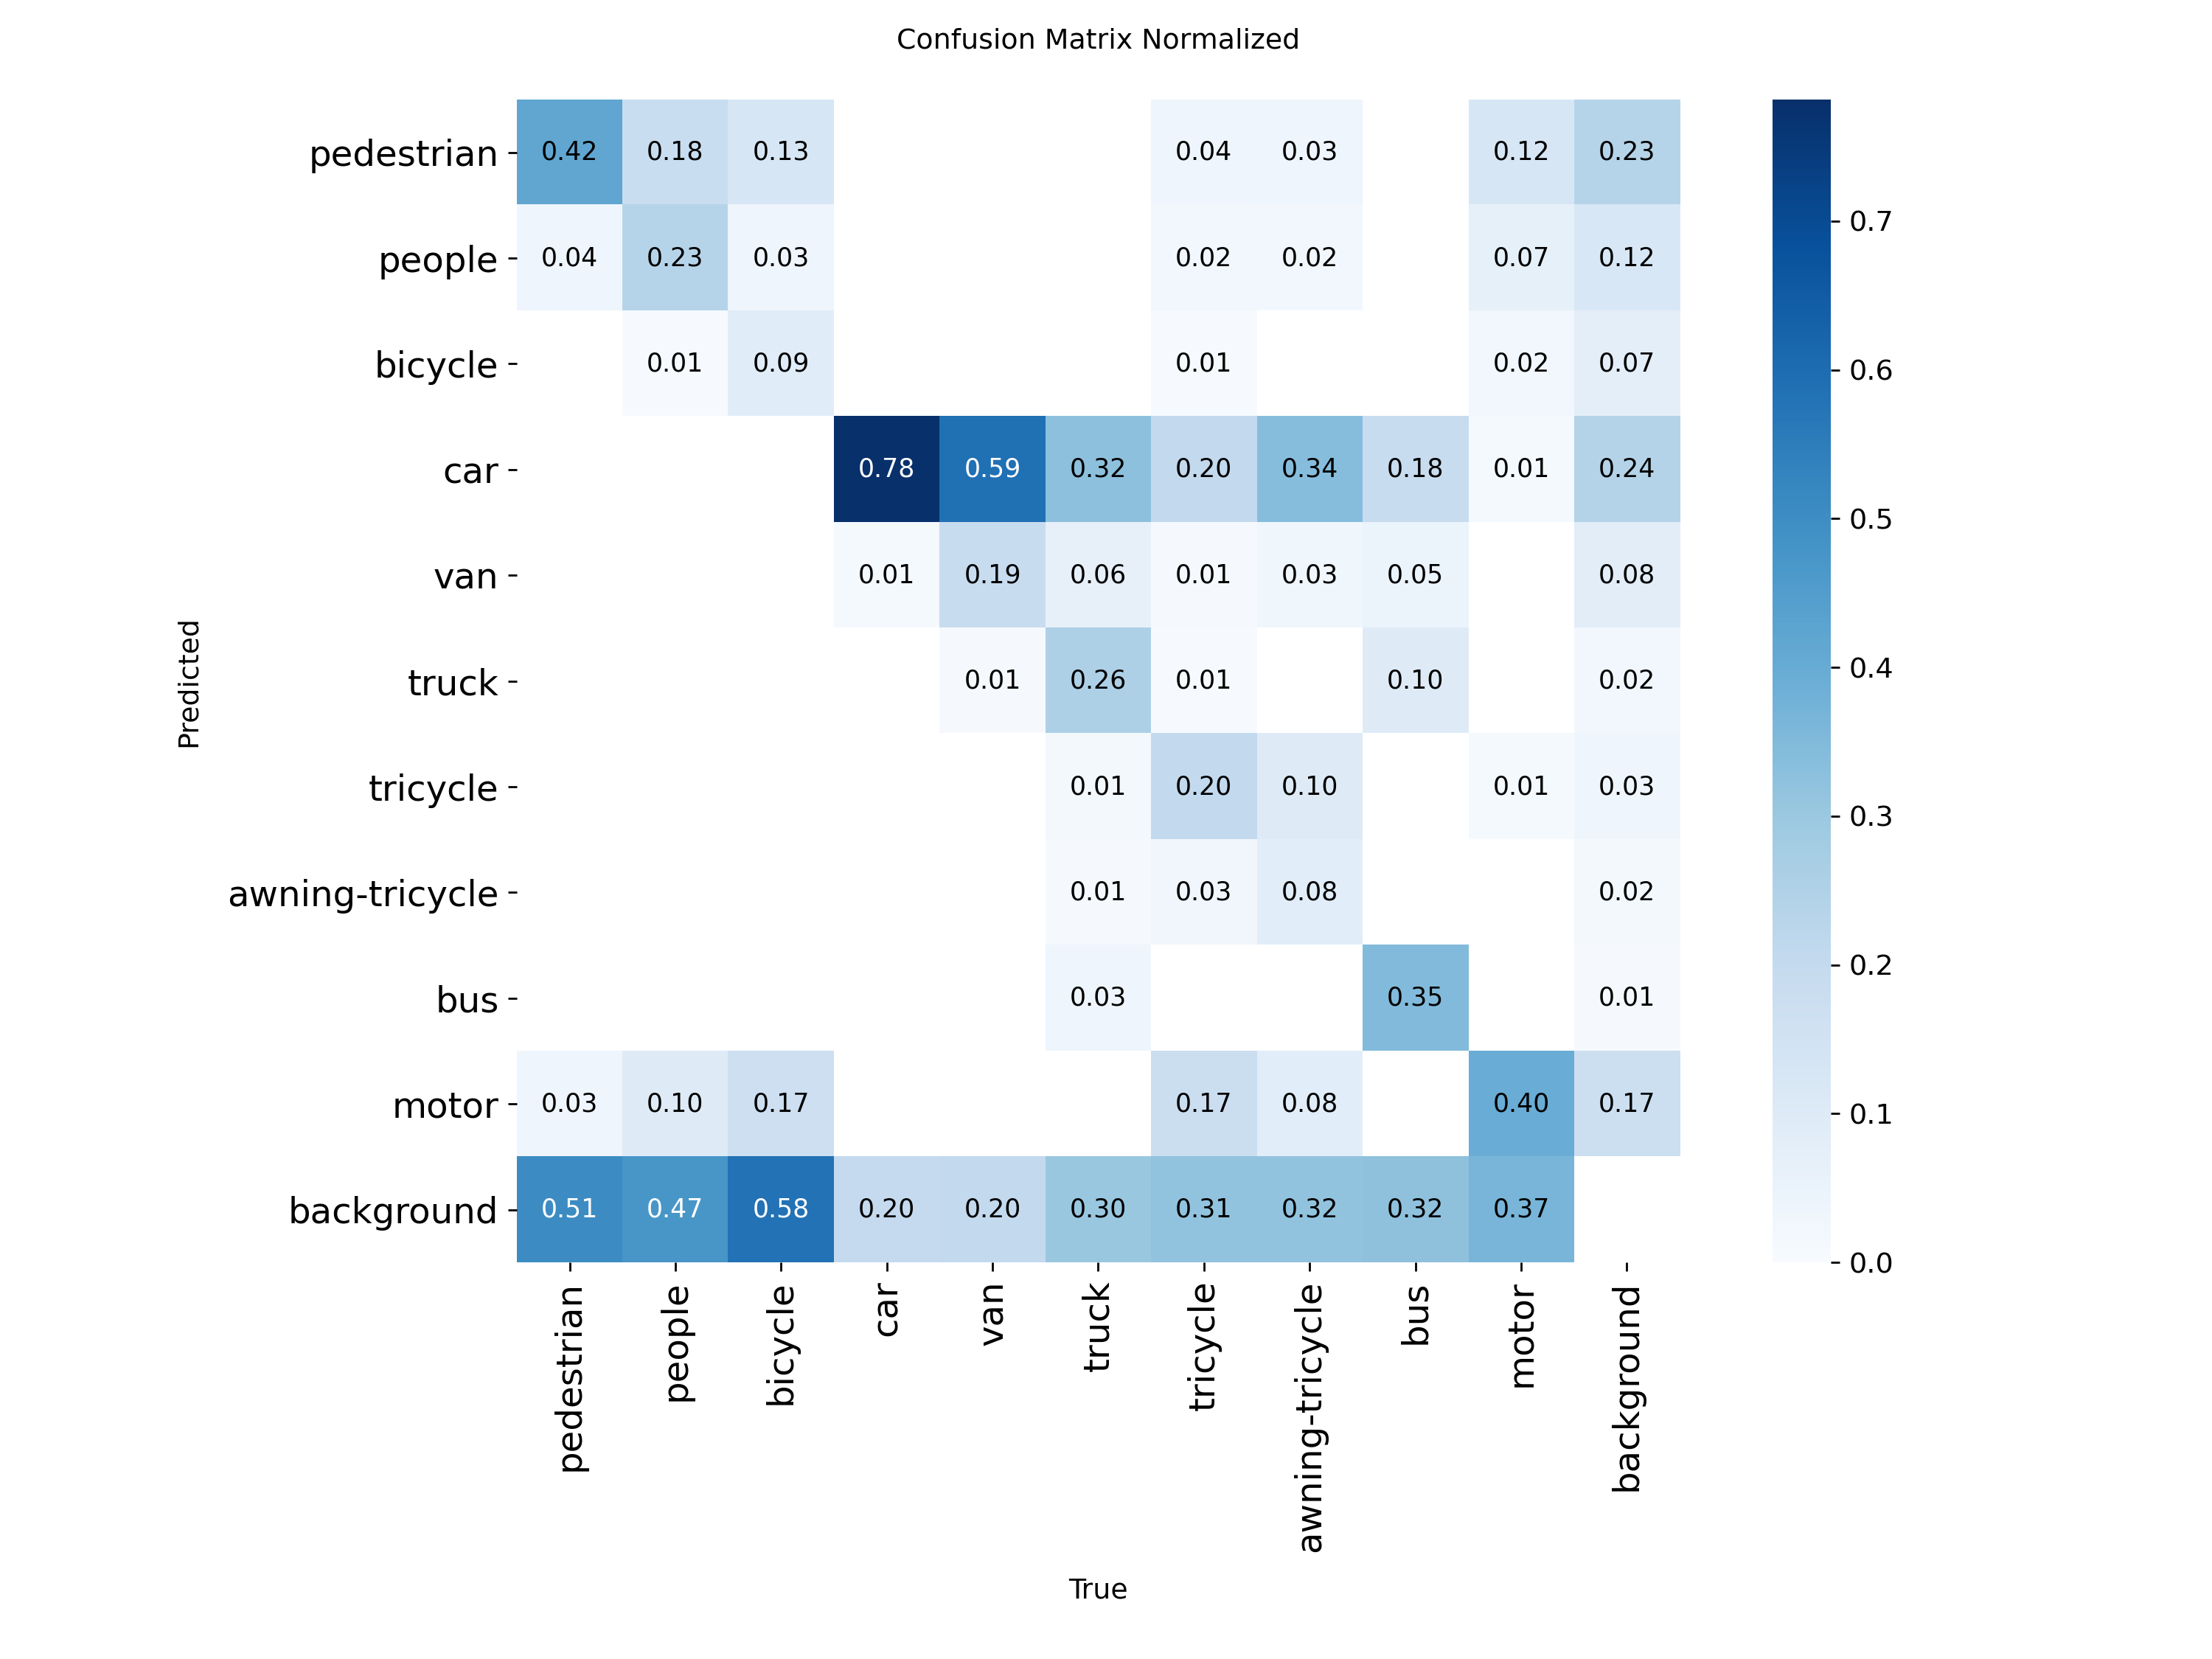 Confusion Matrix Normalized
pedestrian 0.42 0.18 0.13 0.04 0.03 0.12 0.23
people 0.04 0.23 0.03 0.02 0.02 0.07 0.12
bicycle 0.01 0.09 0.01 0.02 0.07
car 0.78 0.59 0.32 0.20 0.34 0.18 0.01 0.24
van 0.01 0.19 0.06 0.01 0.03 0.05 0.08
truck 0.01 0.26 0.01 0.10 0.02
tricycle 0.01 0.20 0.10 0.01 0.03
awning-tricycle 0.01 0.03 0.08 0.02
bus 0.03 0.35 0.01
motor 0.03 0.10 0.17 0.17 0.08 0.40 0.17
background 0.51 0.47 0.58 0.20 0.20 0.30 0.31 0.32 0.32 0.37
Predicted
pedestrian
people
bicycle
car
van
truck
tricycle
awning-tricycle
bus
motor
background
True
0.7
0.6
0.5
0.4
0.3
0.2
0.1
0.0